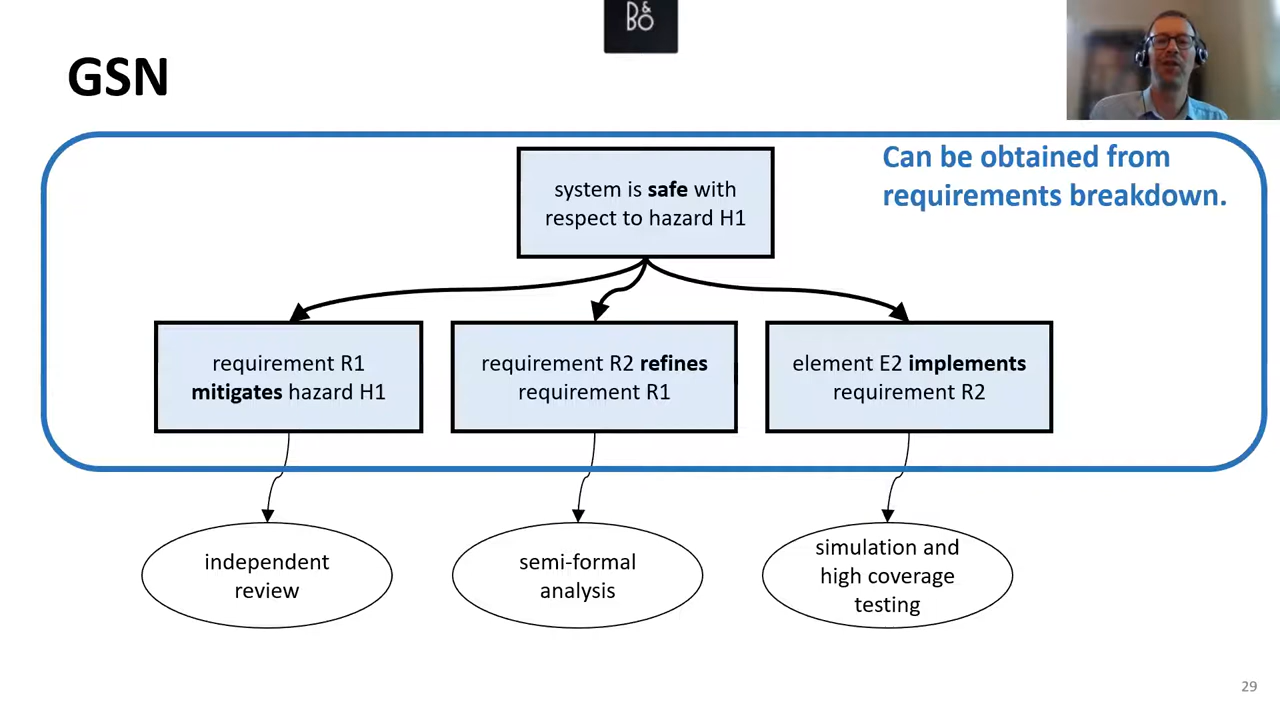 D&BO
GSN
Can be obtained from
requirements breakdown.
system is safe with
respect to hazard H1
requirement R1
mitigates hazard H1
requirement R2 refines
requirement R1
element E2 implements
requirement R2
independent
review
semi-formal
analysis
simulation and
high coverage
testing
29